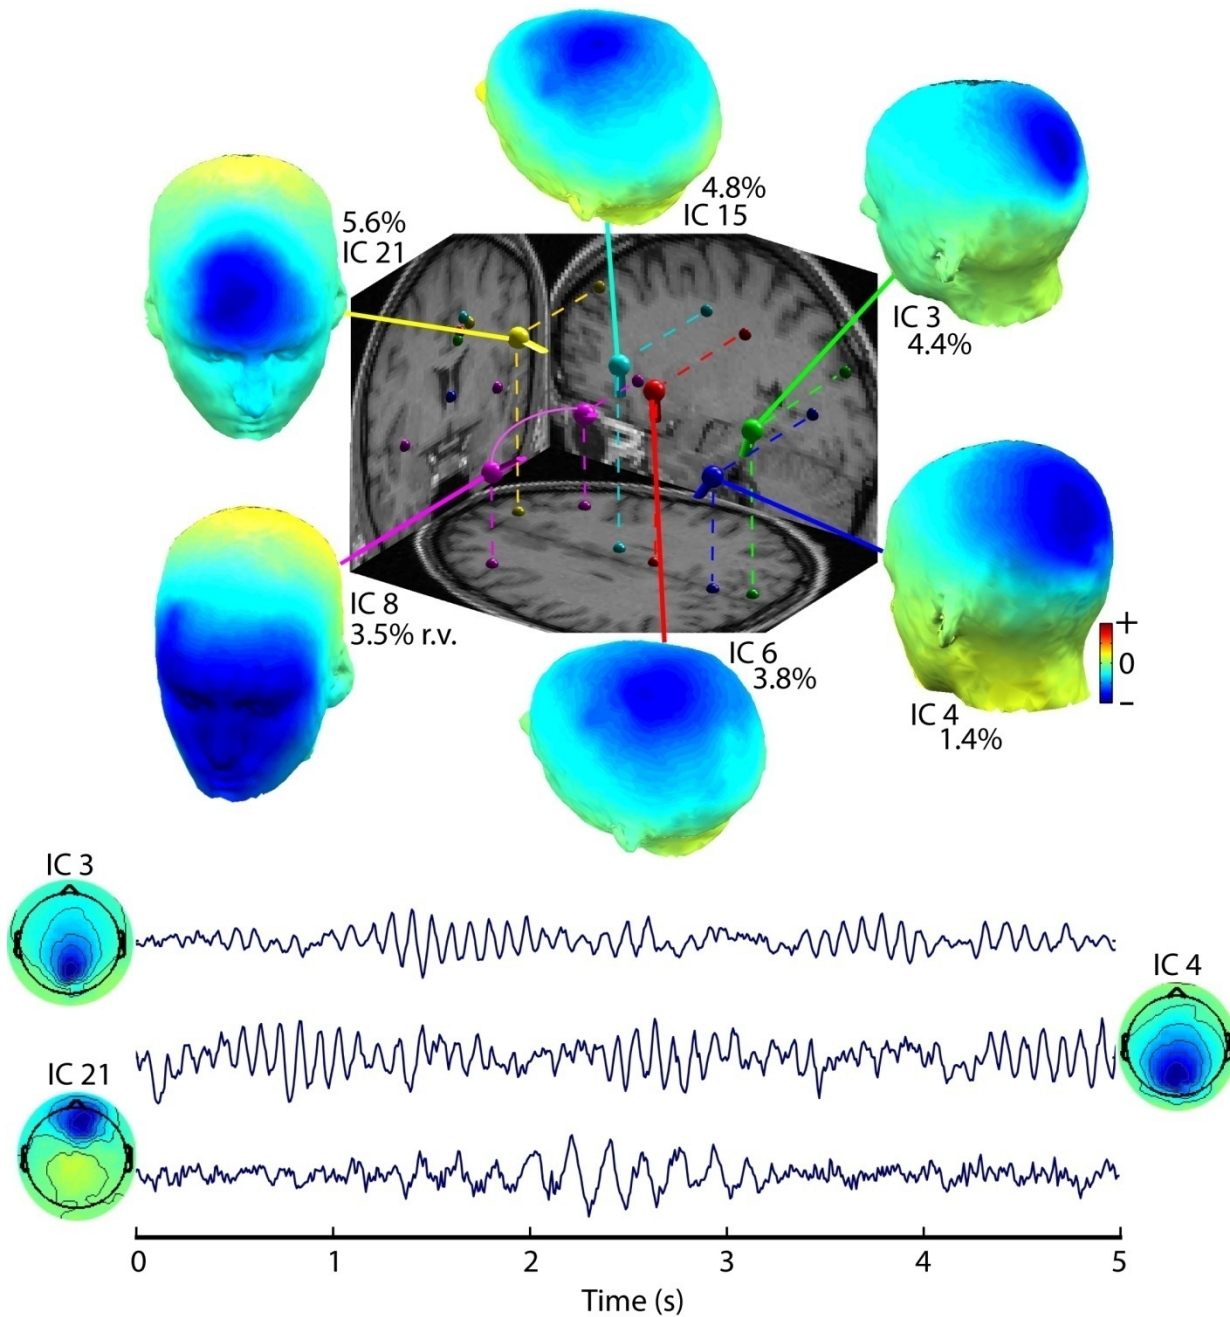 4.8%
IC 15
5.6%
IC 21
IC 3
4.4%
IC 8
3.5% r.v.
IC 6
3.8%
IC 4
1.4%
+
0
–
IC 3
IC 4
IC 21
0 1 2 3 4 5
Time (s)